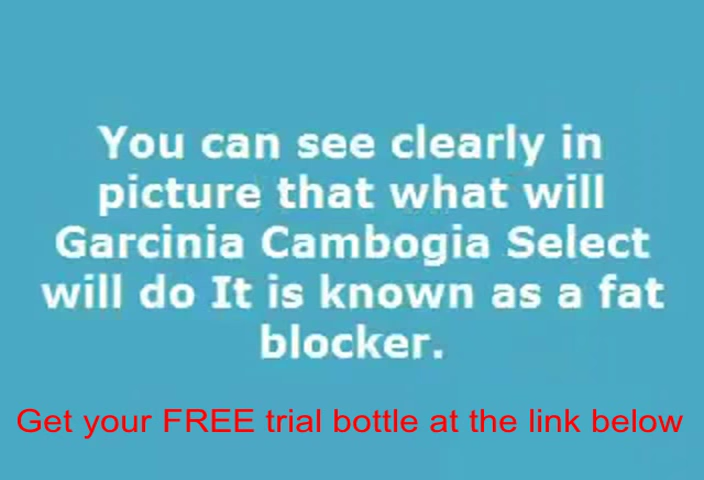 You can see clearly in
picture that what will
Garcinia Cambogia Select
will do It is known as a fat
blocker.
Get your FREE trial bottle at the link below